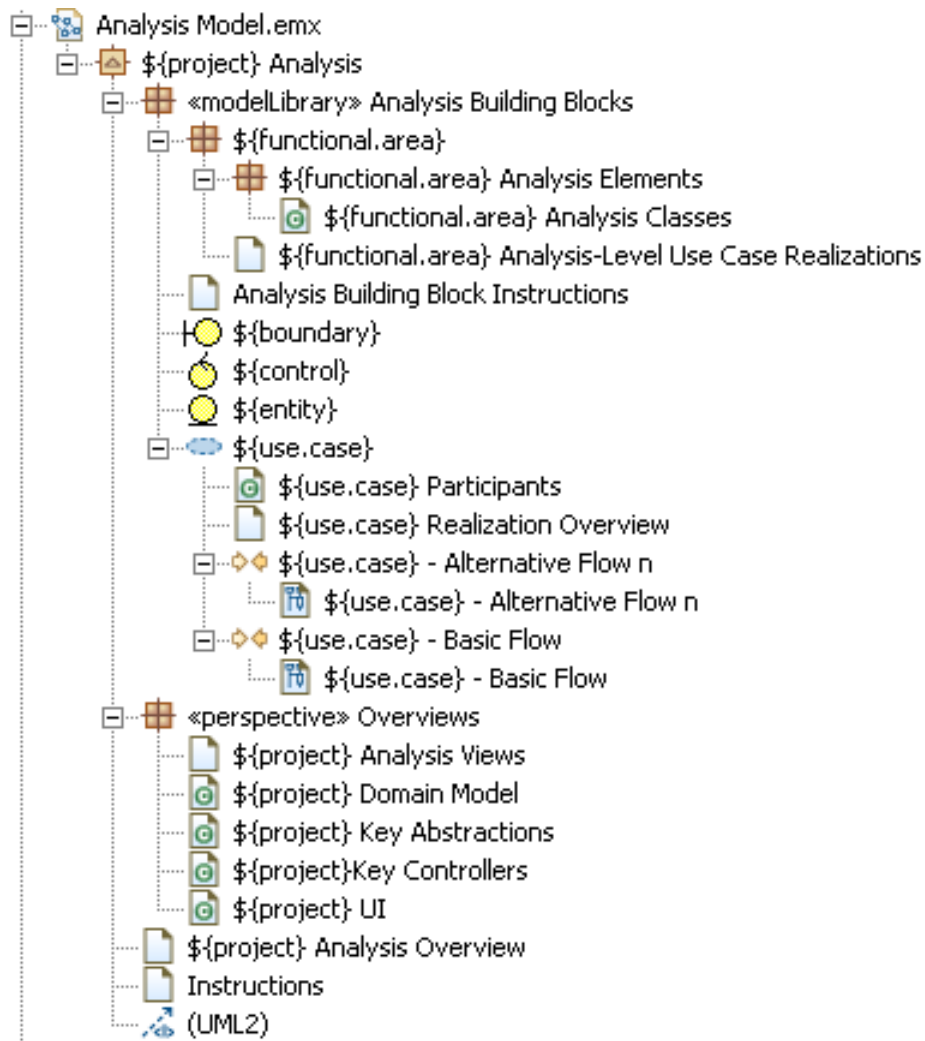 Analysis Model.emx
${project} Analysis
«modelLibrary» Analysis Building Blocks
${functional.area}
${functional.area} Analysis Elements
${functional.area} Analysis Classes
${functional.area} Analysis-Level Use Case Realizations
Analysis Building Block Instructions
${boundary}
${control}
${entity}
${use.case}
${use.case} Participants
${use.case} Realization Overview
${use.case} - Alternative Flow n
${use.case} - Alternative Flow n
${use.case} - Basic Flow
${use.case} - Basic Flow
«perspective» Overviews
${project} Analysis Views
${project} Domain Model
${project} Key Abstractions
${project}Key Controllers
${project} UI
${project} Analysis Overview
Instructions
(UML2)